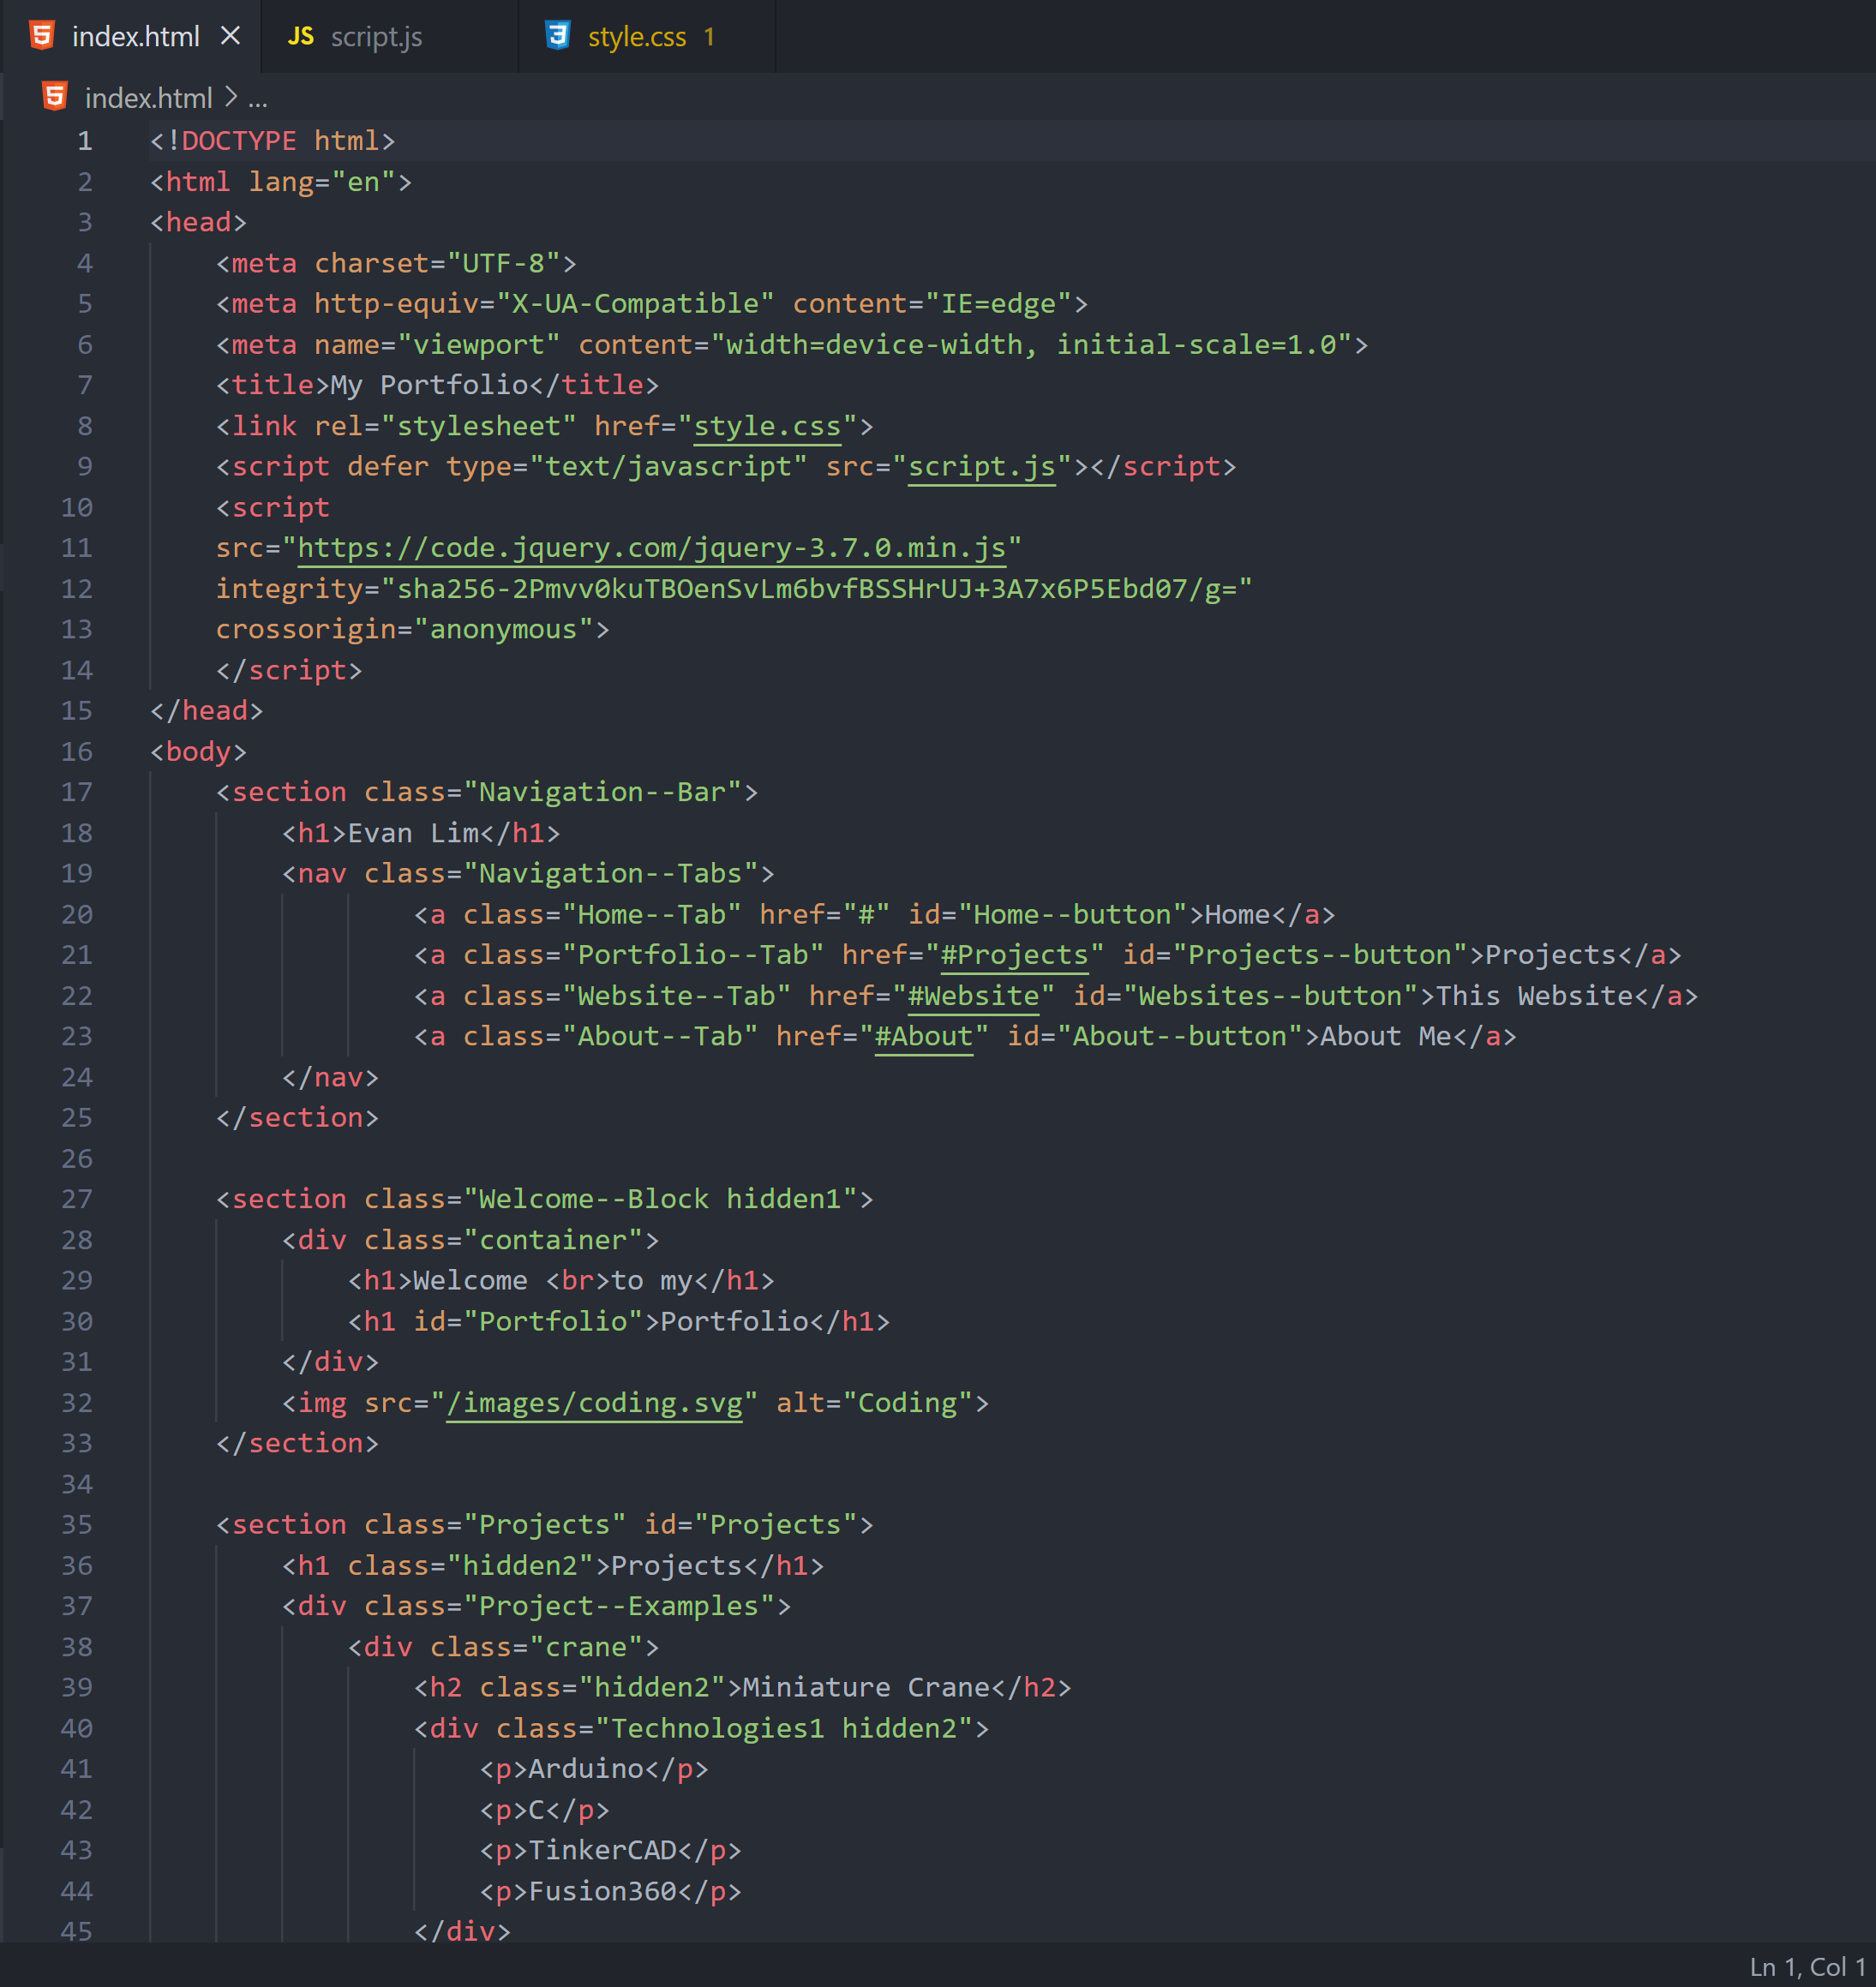 index.html
JS script.js
style.css 1
index.html > ...
1 <!DOCTYPE html>
2 <html lang="en">
3 <head>
4     <meta charset="UTF-8">
5     <meta http-equiv="X-UA-Compatible" content="IE=edge">
6     <meta name="viewport" content="width=device-width, initial-scale=1.0">
7     <title>My Portfolio</title>
8     <link rel="stylesheet" href="style.css">
9     <script defer type="text/javascript" src="script.js"></script>
10     <script
11     src="https://code.jquery.com/jquery-3.7.0.min.js"
12     integrity="sha256-2Pmvv0kuTBOenSvLm6bvfBSSHrUJ+3A7x6P5Ebd07/g="
13     crossorigin="anonymous">
14     </script>
15 </head>
16 <body>
17     <section class="Navigation--Bar">
18         <h1>Evan Lim</h1>
19         <nav class="Navigation--Tabs">
20                 <a class="Home--Tab" href="#" id="Home--button">Home</a>
21                 <a class="Portfolio--Tab" href="#Projects" id="Projects--button">Projects</a>
22                 <a class="Website--Tab" href="#Website" id="Websites--button">This Website</a>
23                 <a class="About--Tab" href="#About" id="About--button">About Me</a>
24         </nav>
25     </section>
26
27     <section class="Welcome--Block hidden1">
28         <div class="container">
29             <h1>Welcome <br>to my</h1>
30             <h1 id="Portfolio">Portfolio</h1>
31         </div>
32         <img src="/images/coding.svg" alt="Coding">
33     </section>
34
35     <section class="Projects" id="Projects">
36         <h1 class="hidden2">Projects</h1>
37         <div class="Project--Examples">
38             <div class="crane">
39                 <h2 class="hidden2">Miniature Crane</h2>
40                 <div class="Technologies1 hidden2">
41                     <p>Arduino</p>
42                     <p>C</p>
43                     <p>TinkerCAD</p>
44                     <p>Fusion360</p>
45                 </div>
Ln 1, Col 1